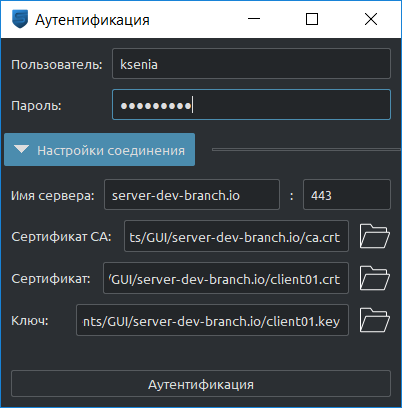 Аутентификация
Пользователь: ksenia
Пароль: ●●●●●●●●●
Настройки соединения
Имя сервера: server-dev-branch.io : 443
Сертификат CA: ts/GUI/server-dev-branch.io/ca.crt
Сертификат: /GUI/server-dev-branch.io/client01.crt
Ключ: nts/GUI/server-dev-branch.io/client01.key
Аутентификация